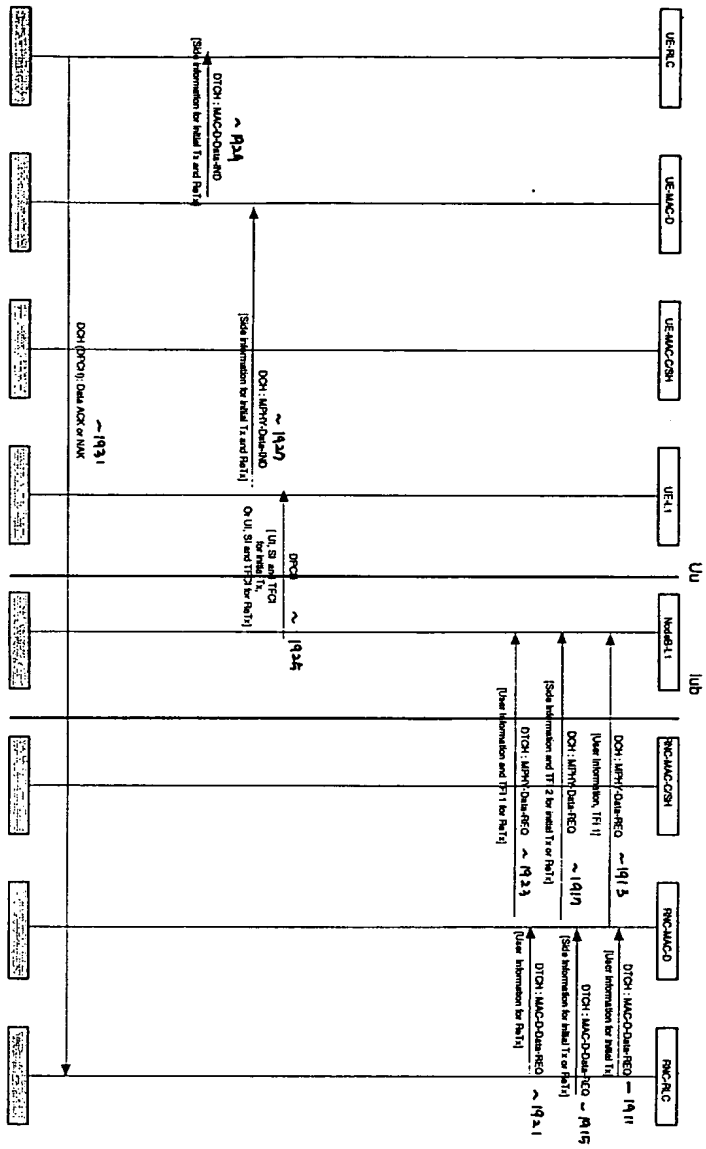 UE-RLC
UE-MAC-D
UE-MAC-C/SH
UE-L1
Uu
NodeB-L1
Iub
RNC-MAC-C/SH
RNC-MAC-D
RNC-RLC
DTCH : MAC-D-Data-REQ ~ 1911
[User Information for Initial Tx]
DCH : MPHY-Data-REQ ~ 1913
[User Information, TFI 1]
DTCH : MAC-D-Data-REQ ~ 1915
[Side Information for Initial Tx or ReTx]
DCH : MPHY-Data-REQ ~ 1917
[Side Information and TFI 2 for Initial Tx or ReTx]
DTCH : MAC-D-Data-REQ ~ 1921
[User Information for ReTx]
DTCH : MPHY-Data-REQ ~ 1923
[User Information and TFI 1 for ReTx]
DPCH ~ 1925
[ UI, SI and TFCI
for Initial Tx,
Or UI, SI and TFCI for ReTx]
DCH : MPHY-Data-IND ~ 1927
[Side Information for Initial Tx and ReTx]
DTCH : MAC-D-Data-IND ~ 1929
[Side Information for Initial Tx and ReTx]
DCH (DPCH): Data ACK or NAK ~ 1931